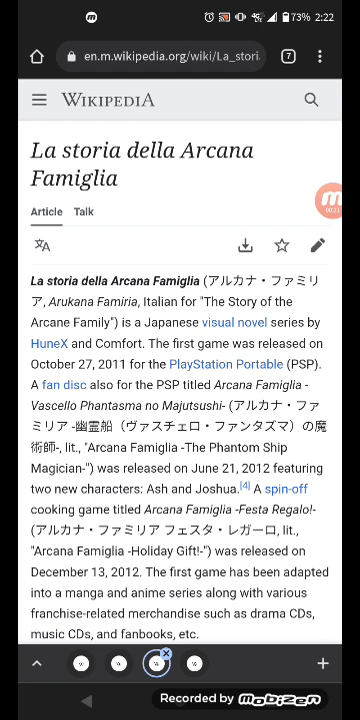 73% 2:22
en.m.wikipedia.org/wiki/La_stori
7
WIKIPEDIA
La storia della Arcana
Famiglia
00:21
Article Talk
La storia della Arcana Famiglia (アルカナ・ファミリ
ア, Arukana Famiria, Italian for "The Story of the
Arcane Family") is a Japanese visual novel series by
HuneX and Comfort. The first game was released on
October 27, 2011 for the PlayStation Portable (PSP).
A fan disc also for the PSP titled Arcana Famiglia -
Vascello Phantasma no Majutsushi- (アルカナ・ファ
ミリア -幽霊船（ヴァスチェロ・ファンタズマ）の魔
術師-, lit., "Arcana Famiglia -The Phantom Ship
Magician-") was released on June 21, 2012 featuring
two new characters: Ash and Joshua.[4] A spin-off
cooking game titled Arcana Famiglia -Festa Regalo!-
(アルカナ・ファミリア フェスタ・レガーロ, lit.,
"Arcana Famiglia -Holiday Gift!-") was released on
December 13, 2012. The first game has been adapted
into a manga and anime series along with various
franchise-related merchandise such as drama CDs,
music CDs, and fanbooks, etc.
Recorded by mobizen